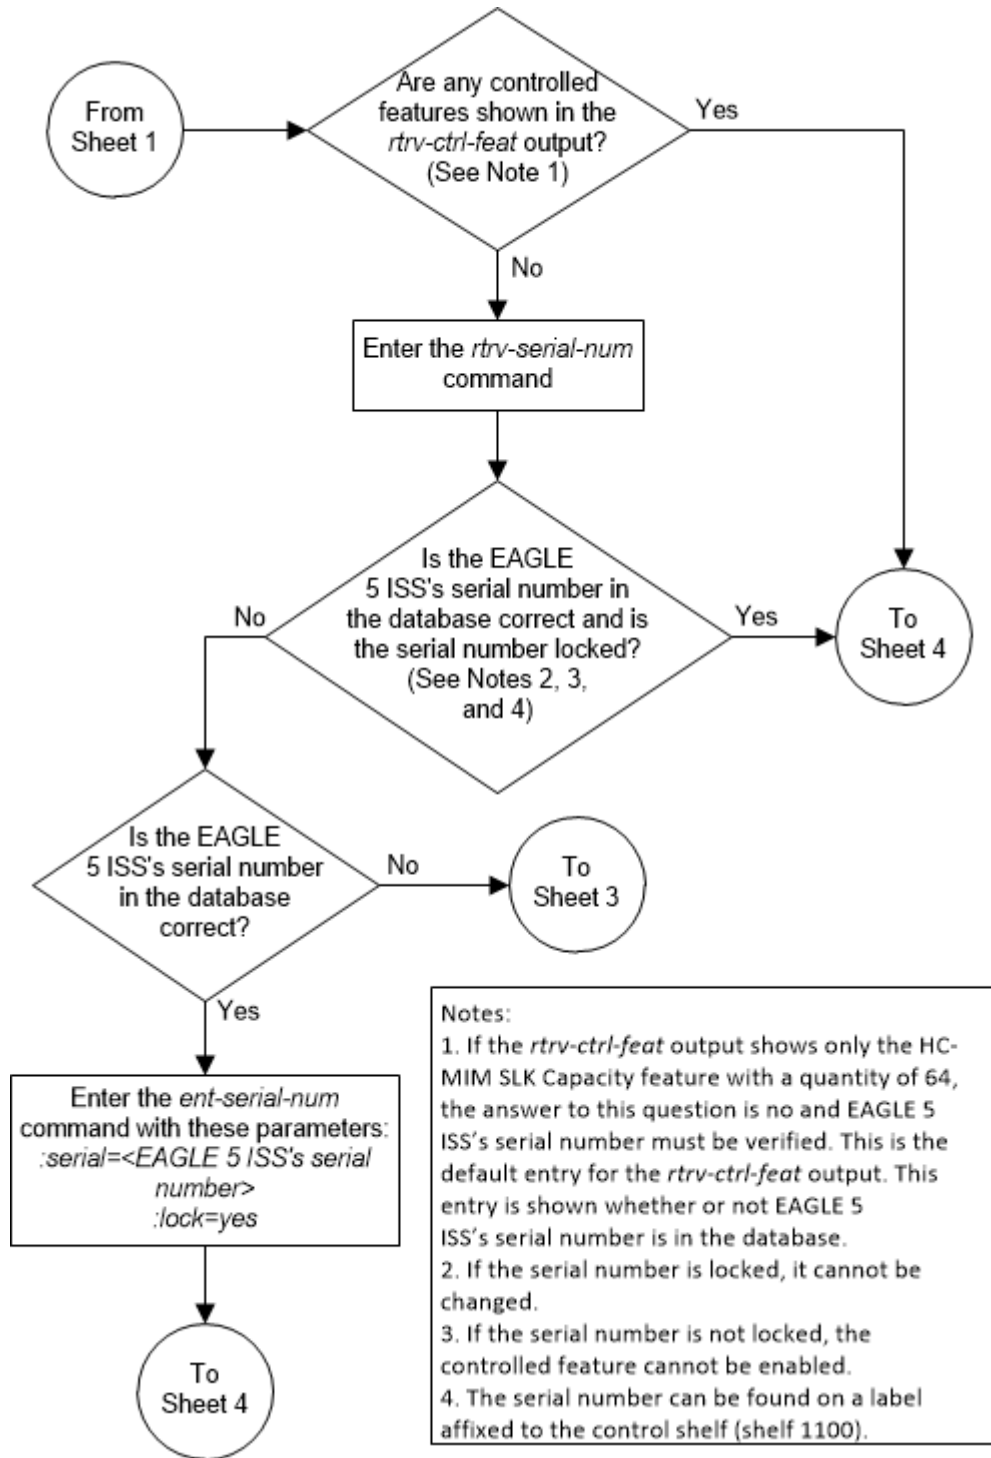 From
Sheet 1
Are any controlled
features shown in the
rtrv-ctrl-feat output?
(See Note 1)
Yes
No
Enter the rtrv-serial-num
command
Is the EAGLE
5 ISS's serial number in
the database correct and is
the serial number locked?
(See Notes 2, 3,
and 4)
No
Yes
To
Sheet 4
Is the EAGLE
5 ISS's serial number
in the database
correct?
No
To
Sheet 3
Yes
Enter the ent-serial-num
command with these parameters:
:serial=<EAGLE 5 ISS's serial
number>
:lock=yes
To
Sheet 4
Notes:
1. If the rtrv-ctrl-feat output shows only the HC-
MIM SLK Capacity feature with a quantity of 64,
the answer to this question is no and EAGLE 5
ISS's serial number must be verified. This is the
default entry for the rtrv-ctrl-feat output. This
entry is shown whether or not EAGLE 5
ISS's serial number is in the database.
2. If the serial number is locked, it cannot be
changed.
3. If the serial number is not locked, the
controlled feature cannot be enabled.
4. The serial number can be found on a label
affixed to the control shelf (shelf 1100).